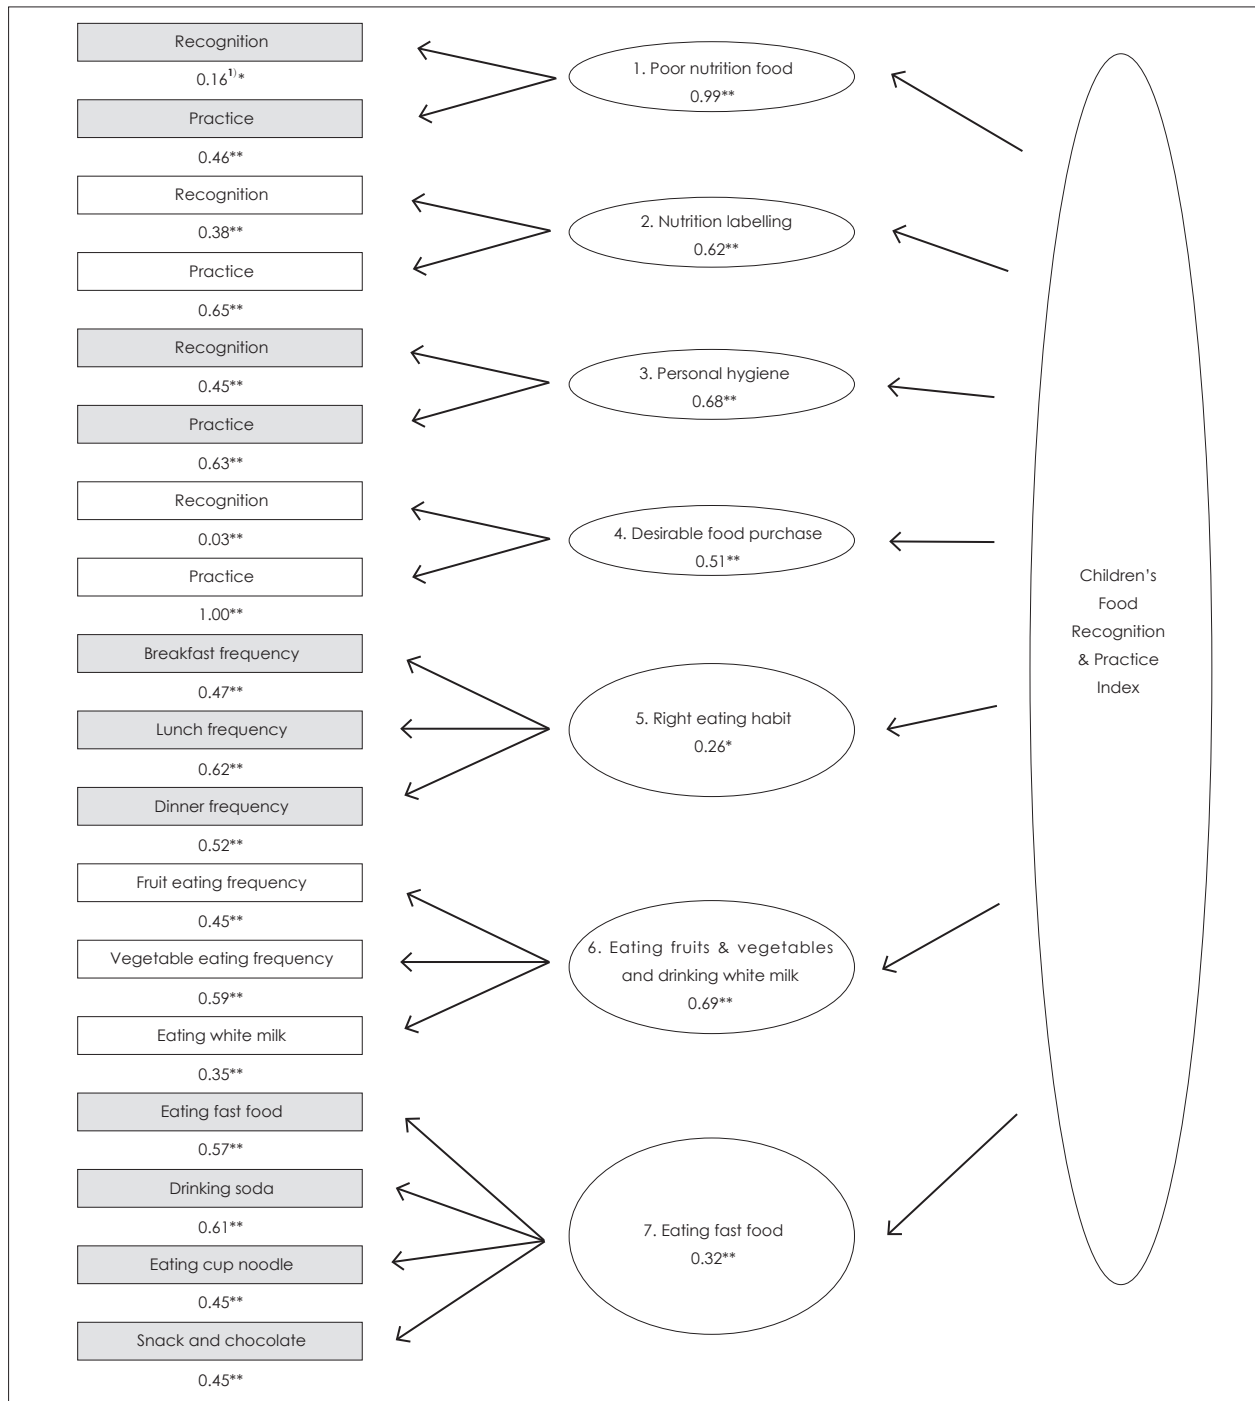 Recognition
0.16¹⁾*
Practice
0.46**
Recognition
0.38**
Practice
0.65**
Recognition
0.45**
Practice
0.63**
Recognition
0.03**
Practice
1.00**
Breakfast frequency
0.47**
Lunch frequency
0.62**
Dinner frequency
0.52**
Fruit eating frequency
0.45**
Vegetable eating frequency
0.59**
Eating white milk
0.35**
Eating fast food
0.57**
Drinking soda
0.61**
Eating cup noodle
0.45**
Snack and chocolate
0.45**
1. Poor nutrition food
0.99**
2. Nutrition labelling
0.62**
3. Personal hygiene
0.68**
4. Desirable food purchase
0.51**
5. Right eating habit
0.26*
6. Eating fruits & vegetables
and drinking white milk
0.69**
7. Eating fast food
0.32**
Children’s
Food
Recognition
& Practice
Index